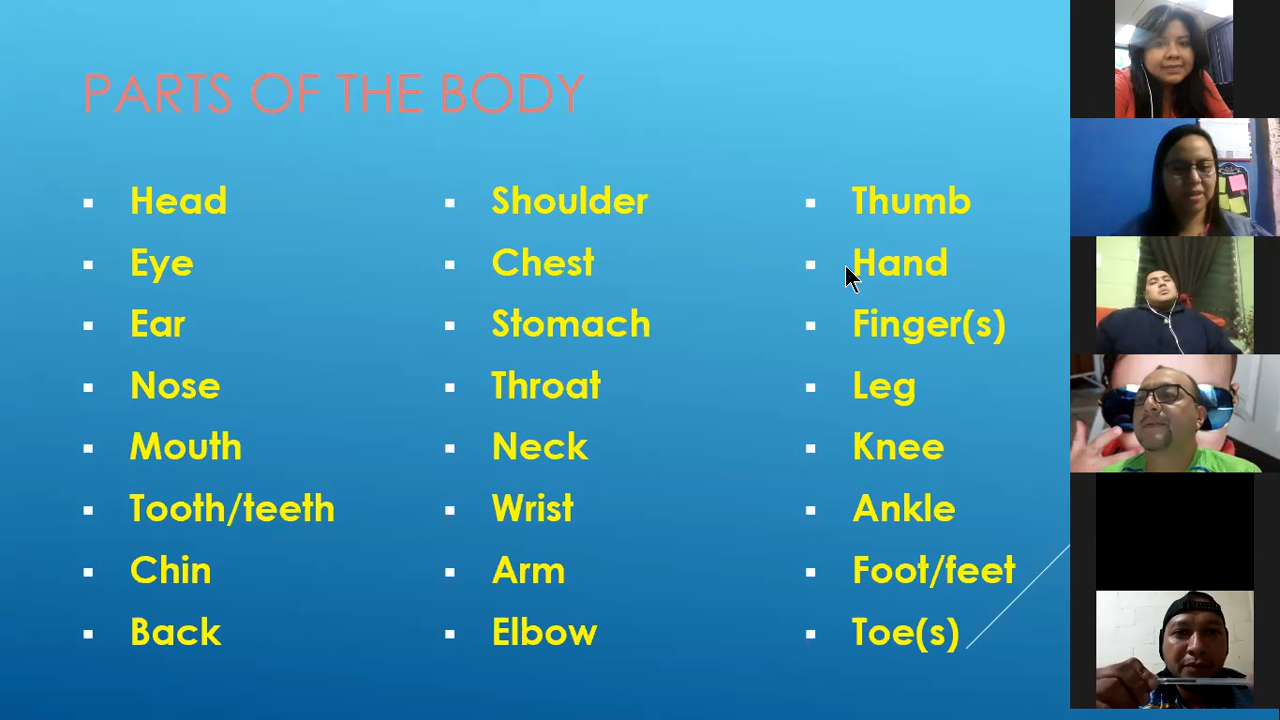 PARTS OF THE BODY
Head
Eye
Ear
Nose
Mouth
Tooth/teeth
Chin
Back
Shoulder
Chest
Stomach
Throat
Neck
Wrist
Arm
Elbow
Thumb
Hand
Finger(s)
Leg
Knee
Ankle
Foot/feet
Toe(s)